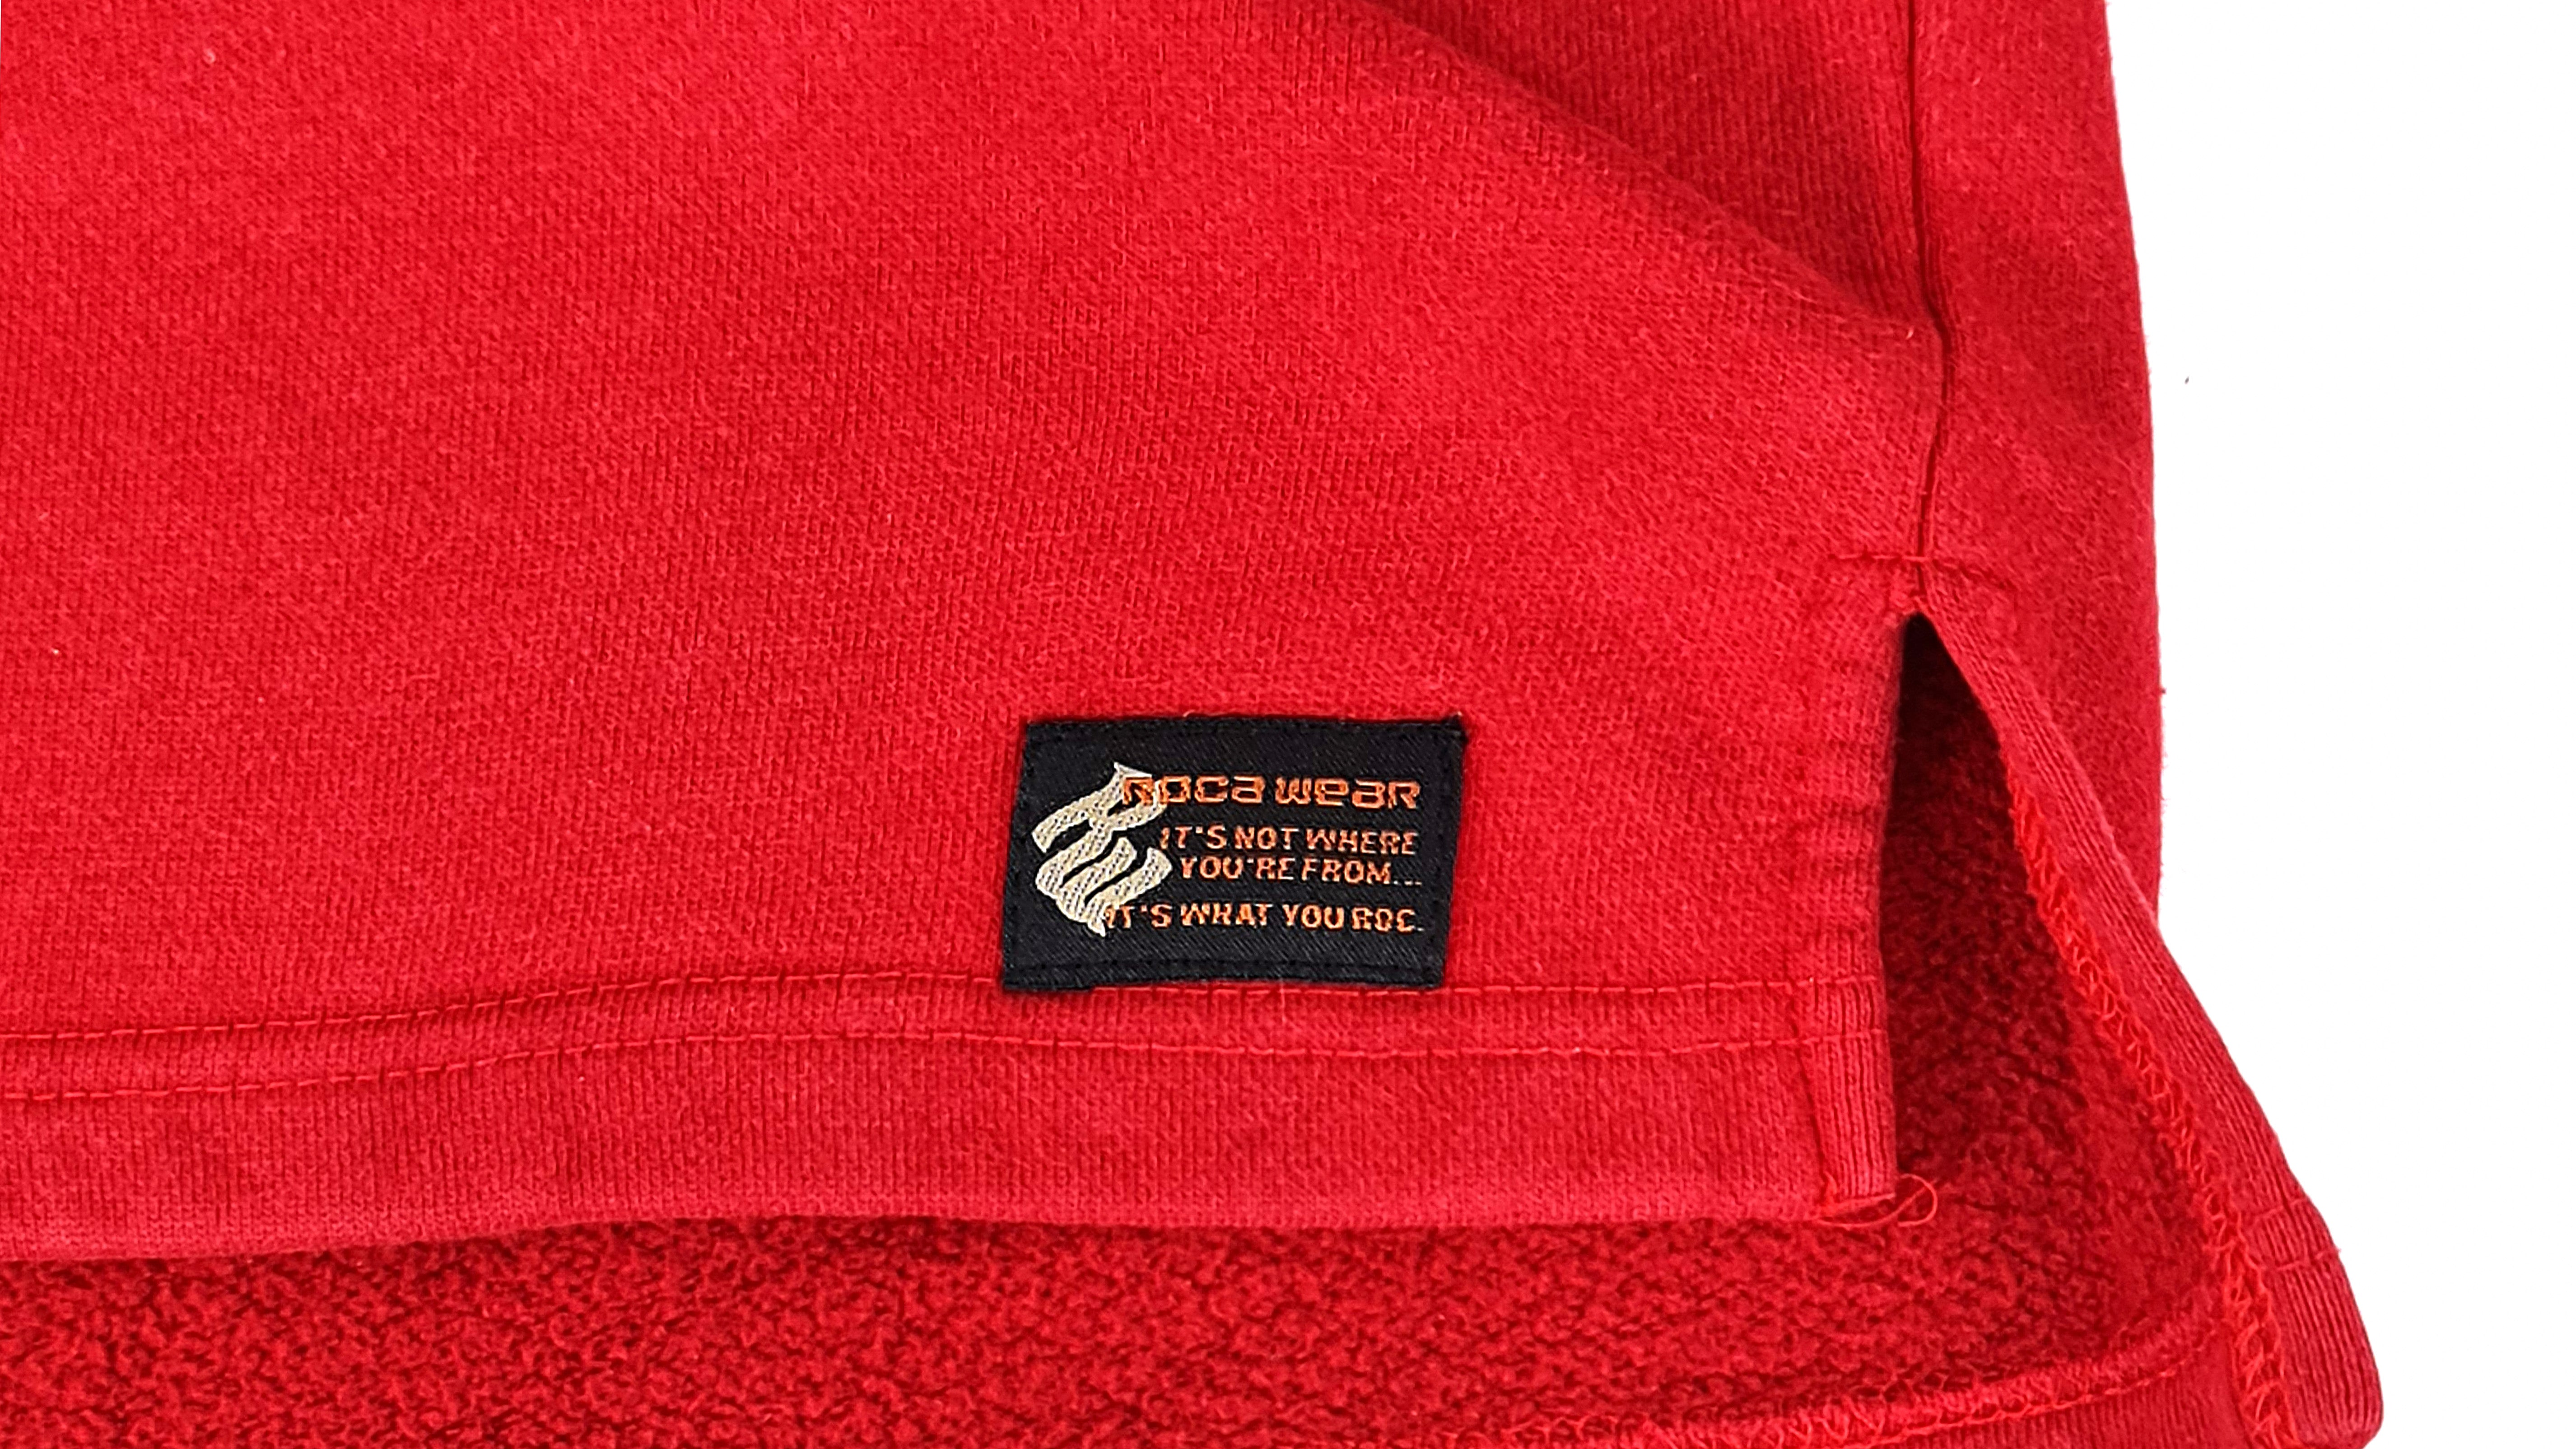 ROCA WEAR
IT'S NOT WHERE
YOU'RE FROM...
IT'S WHAT YOU ROC.